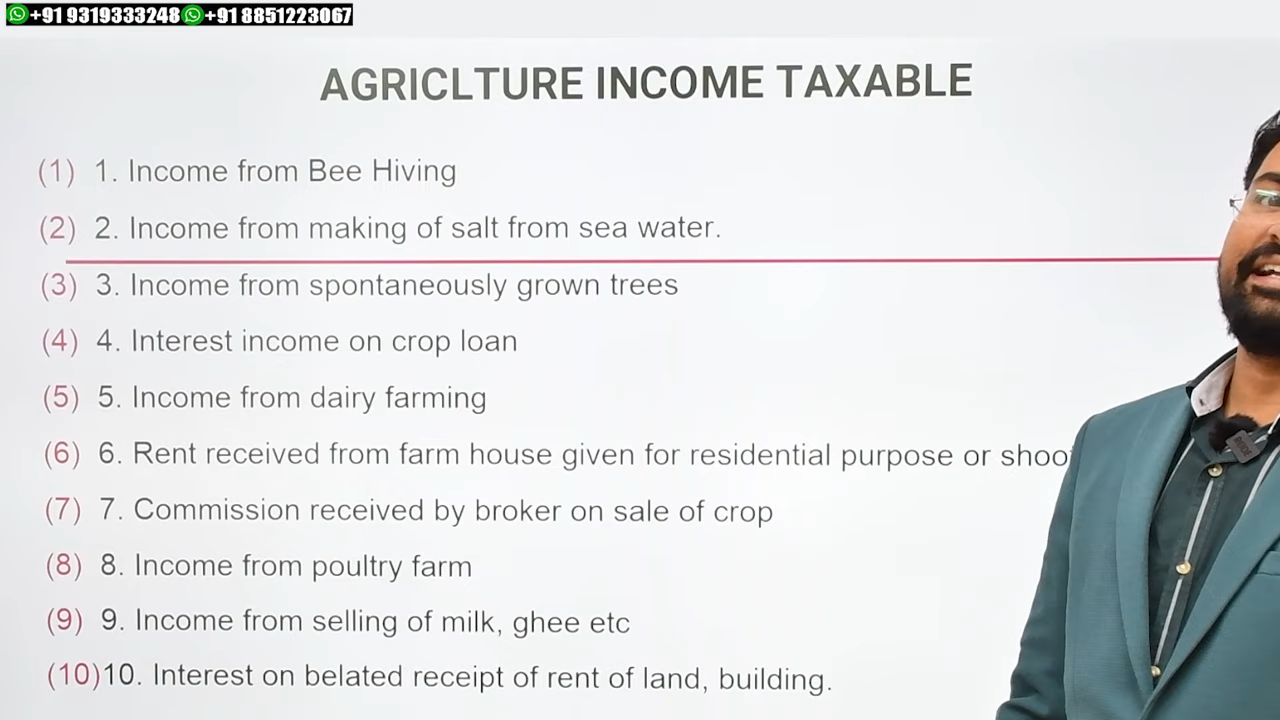 +91 9319333248 +91 8851223067
AGRICLTURE INCOME TAXABLE
(1) 1. Income from Bee Hiving
(2) 2. Income from making of salt from sea water.
(3) 3. Income from spontaneously grown trees
(4) 4. Interest income on crop loan
(5) 5. Income from dairy farming
(6) 6. Rent received from farm house given for residential purpose or
(7) 7. Commission received by broker on sale of crop
(8) 8. Income from poultry farm
(9) 9. Income from selling of milk, ghee etc
(10)10. Interest on belated receipt of rent of land, building.